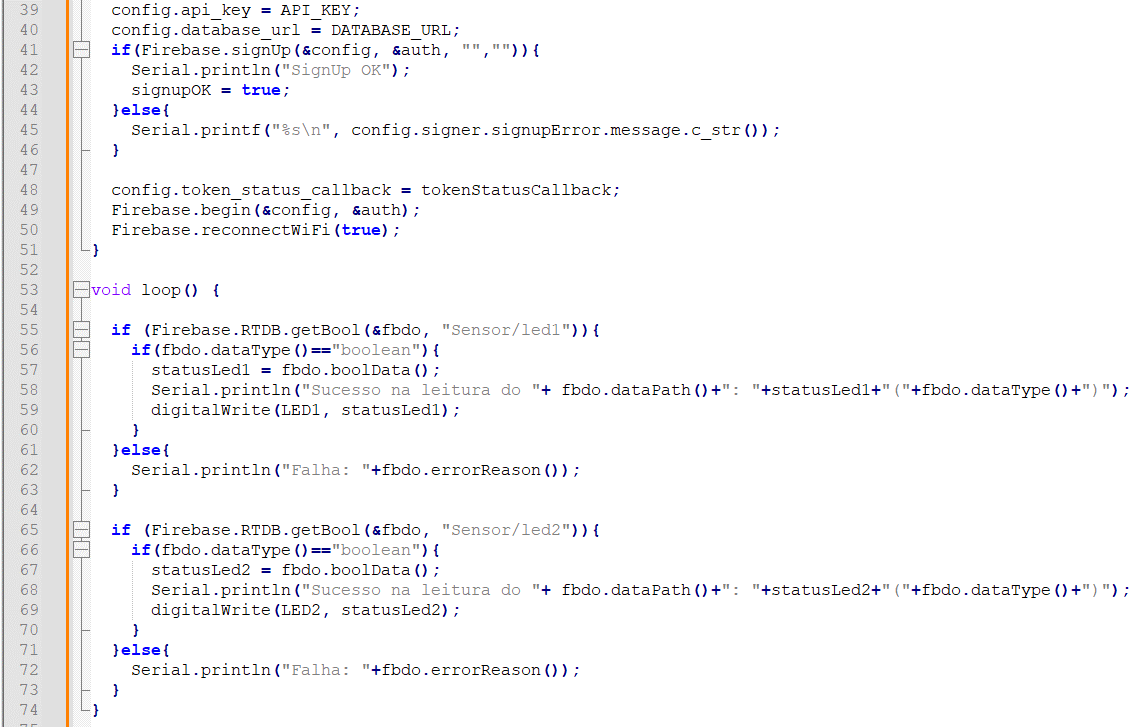 39 config.api_key = API_KEY;
40 config.database_url = DATABASE_URL;
41 if(Firebase.signUp(&config, &auth, "","")){
42 Serial.println("SignUp OK");
43 signupOK = true;
44 }else{
45 Serial.printf("%s\n", config.signer.signupError.message.c_str());
46 }
47
48 config.token_status_callback = tokenStatusCallback;
49 Firebase.begin(&config, &auth);
50 Firebase.reconnectWiFi(true);
51 }
52
53 void loop() {
54
55 if (Firebase.RTDB.getBool(&fbdo, "Sensor/led1")){
56 if(fbdo.dataType()=="boolean"){
57 statusLed1 = fbdo.boolData();
58 Serial.println("Sucesso na leitura do "+ fbdo.dataPath()+": "+statusLed1+"("+fbdo.dataType()+")");
59 digitalWrite(LED1, statusLed1);
60 }
61 }else{
62 Serial.println("Falha: "+fbdo.errorReason());
63 }
64
65 if (Firebase.RTDB.getBool(&fbdo, "Sensor/led2")){
66 if(fbdo.dataType()=="boolean"){
67 statusLed2 = fbdo.boolData();
68 Serial.println("Sucesso na leitura do "+ fbdo.dataPath()+": "+statusLed2+"("+fbdo.dataType()+")");
69 digitalWrite(LED2, statusLed2);
70 }
71 }else{
72 Serial.println("Falha: "+fbdo.errorReason());
73 }
74 }